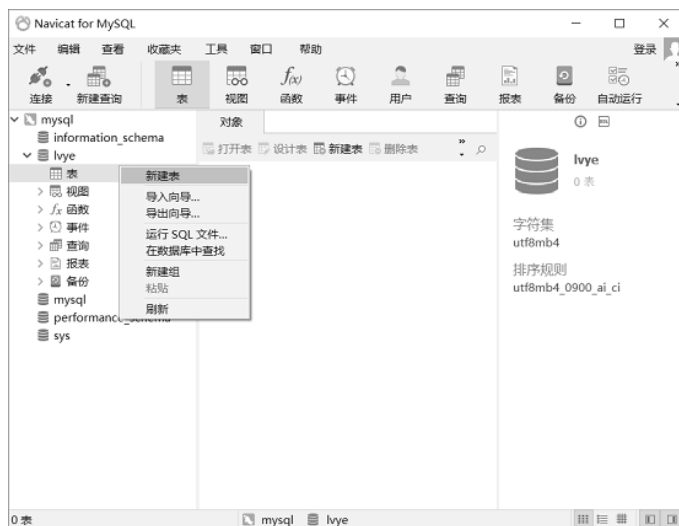 Navicat for MySQL
文件 编辑 查看 收藏夹 工具 窗口 帮助 登录
连接 新建查询 表 视图 函数 事件 用户 查询 报表 备份 自动运行
mysql
information_schema
lvye
表
视图
函数
事件
查询
报表
备份
mysql
performance_schema
sys
新建表
导入向导...
导出向导...
运行 SQL 文件...
在数据库中查找
新建组
粘贴
刷新
对象
打开表 设计表 新建表 删除表
lvye
0 表
字符集
utf8mb4
排序规则
utf8mb4_0900_ai_ci
0 表 mysql lvye